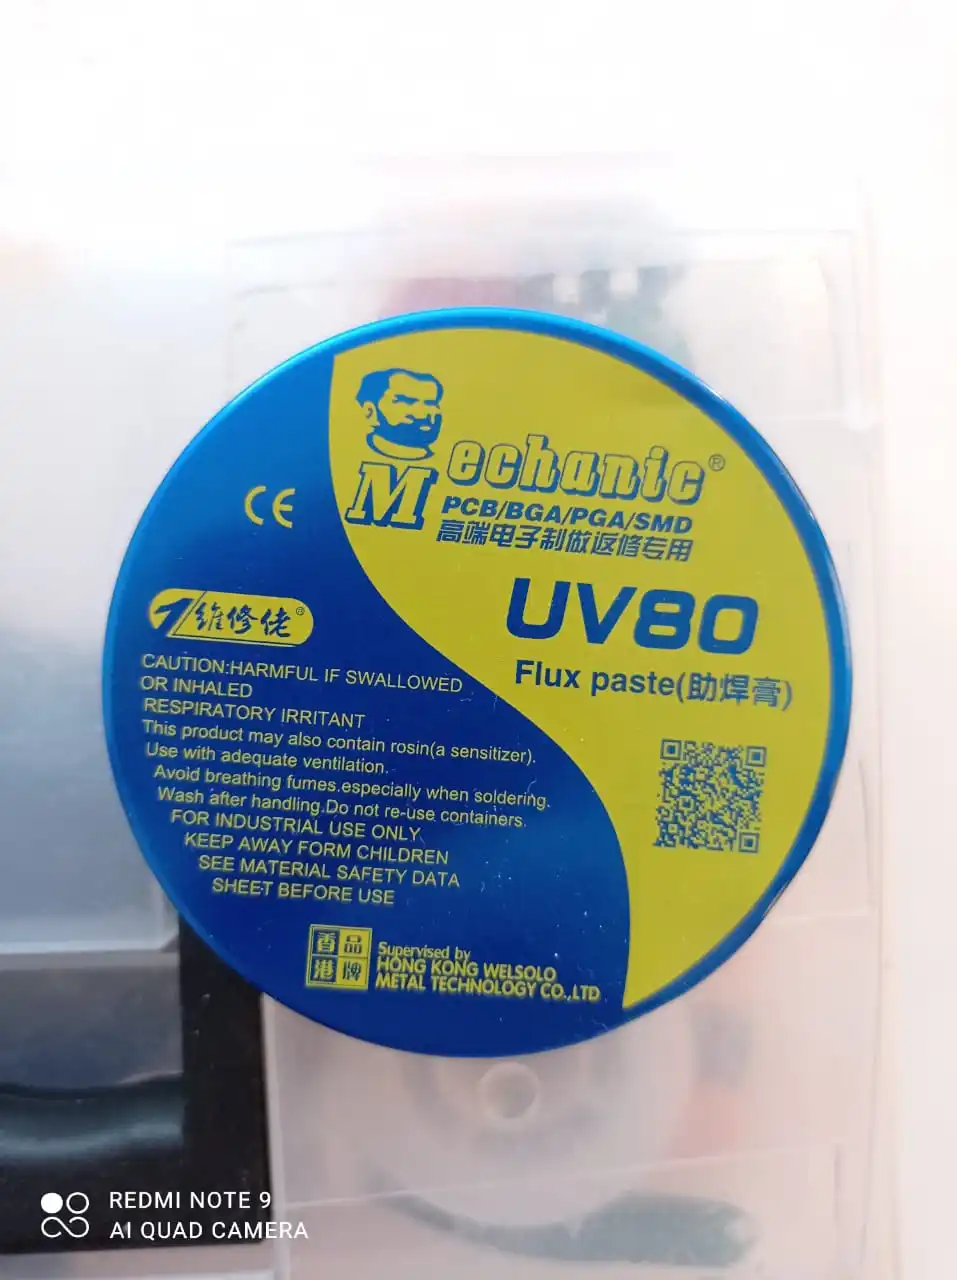 Mechanic®
PCB/BGA/PGA/SMD
高端电子制做返修专用
UV80
Flux paste(助焊膏)
CE
维修佬®
CAUTION:HARMFUL IF SWALLOWED
OR INHALED
RESPIRATORY IRRITANT
This product may also contain rosin(a sensitizer).
Use with adequate ventilation.
Avoid breathing fumes.especially when soldering.
Wash after handling.Do not re-use containers.
FOR INDUSTRIAL USE ONLY.
KEEP AWAY FORM CHILDREN
SEE MATERIAL SAFETY DATA
SHEET BEFORE USE
香港
品牌
Supervised by
HONG KONG WELSOLO
METAL TECHNOLOGY CO.,LTD
REDMI NOTE 9
AI QUAD CAMERA